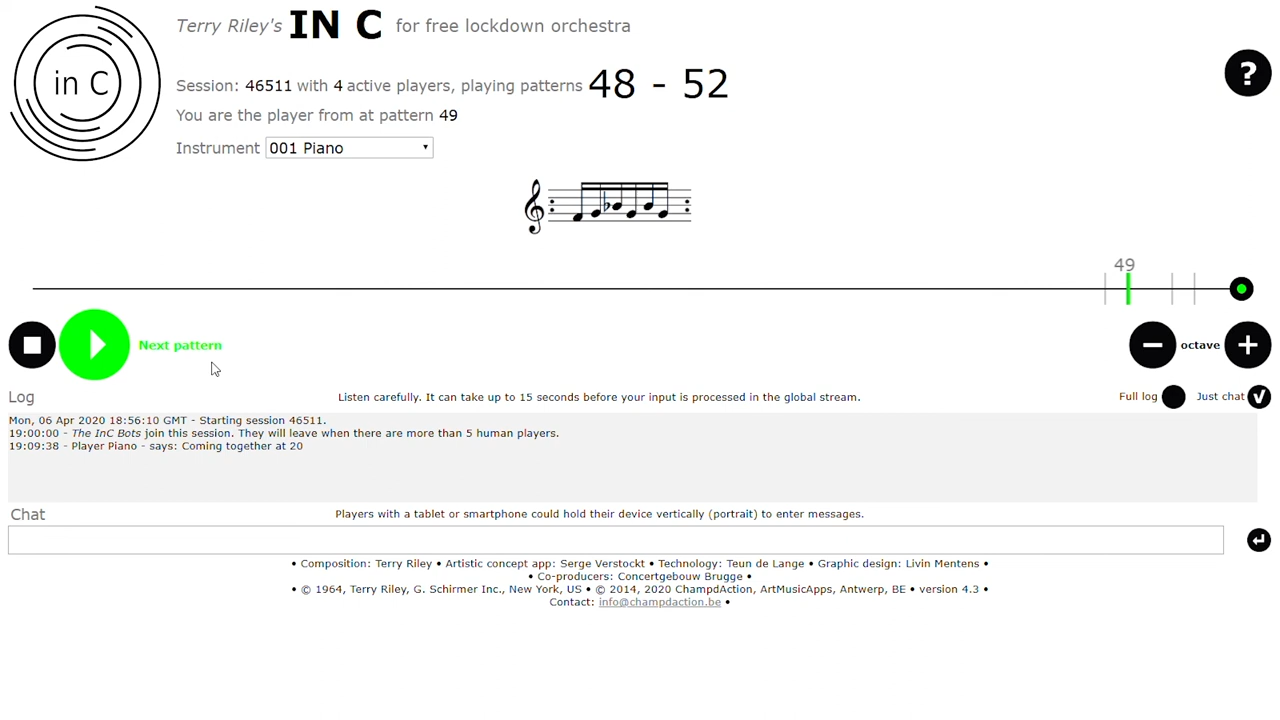 in C
Terry Riley's IN C for free lockdown orchestra
?
Session: 46511 with 4 active players, playing patterns 48 - 52
You are the player from at pattern 49
Instrument 001 Piano
49
Next pattern
octave
Log
Listen carefully. It can take up to 15 seconds before your input is processed in the global stream.
Full log
Just chat
Mon, 06 Apr 2020 18:56:10 GMT - Starting session 46511.
19:00:00 - The InC Bots join this session. They will leave when there are more than 5 human players.
19:09:38 - Player Piano - says: Coming together at 20
Chat
Players with a tablet or smartphone could hold their device vertically (portrait) to enter messages.
• Composition: Terry Riley • Artistic concept app: Serge Verstockt • Technology: Teun de Lange • Graphic design: Livin Mentens •
• Co-producers: Concertgebouw Brugge •
• © 1964, Terry Riley, G. Schirmer Inc., New York, US • © 2014, 2020 ChampdAction, ArtMusicApps, Antwerp, BE • version 4.3 •
Contact: info@champdaction.be •